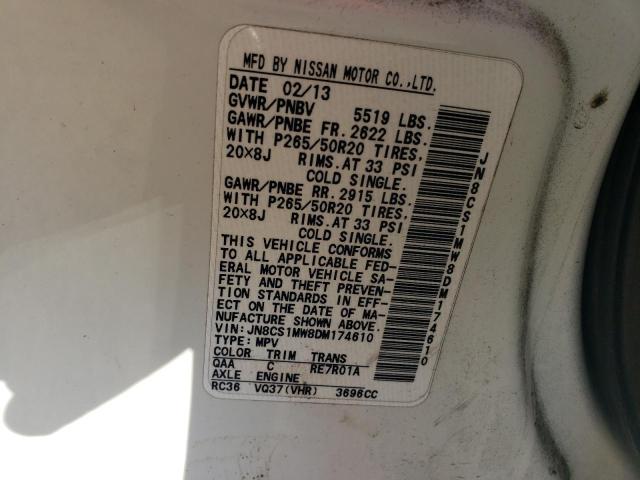 MFD BY NISSAN MOTOR CO.,LTD.
DATE 02/13
GVWR/PNBV 5519 LBS.
GAWR/PNBE FR. 2622 LBS.
WITH P265/50R20 TIRES,
20×8J RIMS. AT 33 PSI
COLD SINGLE.
GAWR/PNBE RR. 2915 LBS.
WITH P265/50R20 TIRES,
20×8J RIMS. AT 33 PSI
COLD SINGLE.
THIS VEHICLE CONFORMS
TO ALL APPLICABLE FED-
ERAL MOTOR VEHICLE SA-
FETY AND THEFT PREVEN-
TION STANDARDS IN EFF-
ECT ON THE DATE OF MA-
NUFACTURE SHOWN ABOVE.
VIN: JN8CS1MW8DM174610
TYPE: MPV
COLOR TRIM TRANS
QAA C RE7R01A
AXLE ENGINE
RC36 VQ37(VHR) 3696CC
JN8CS1MW8DM174610